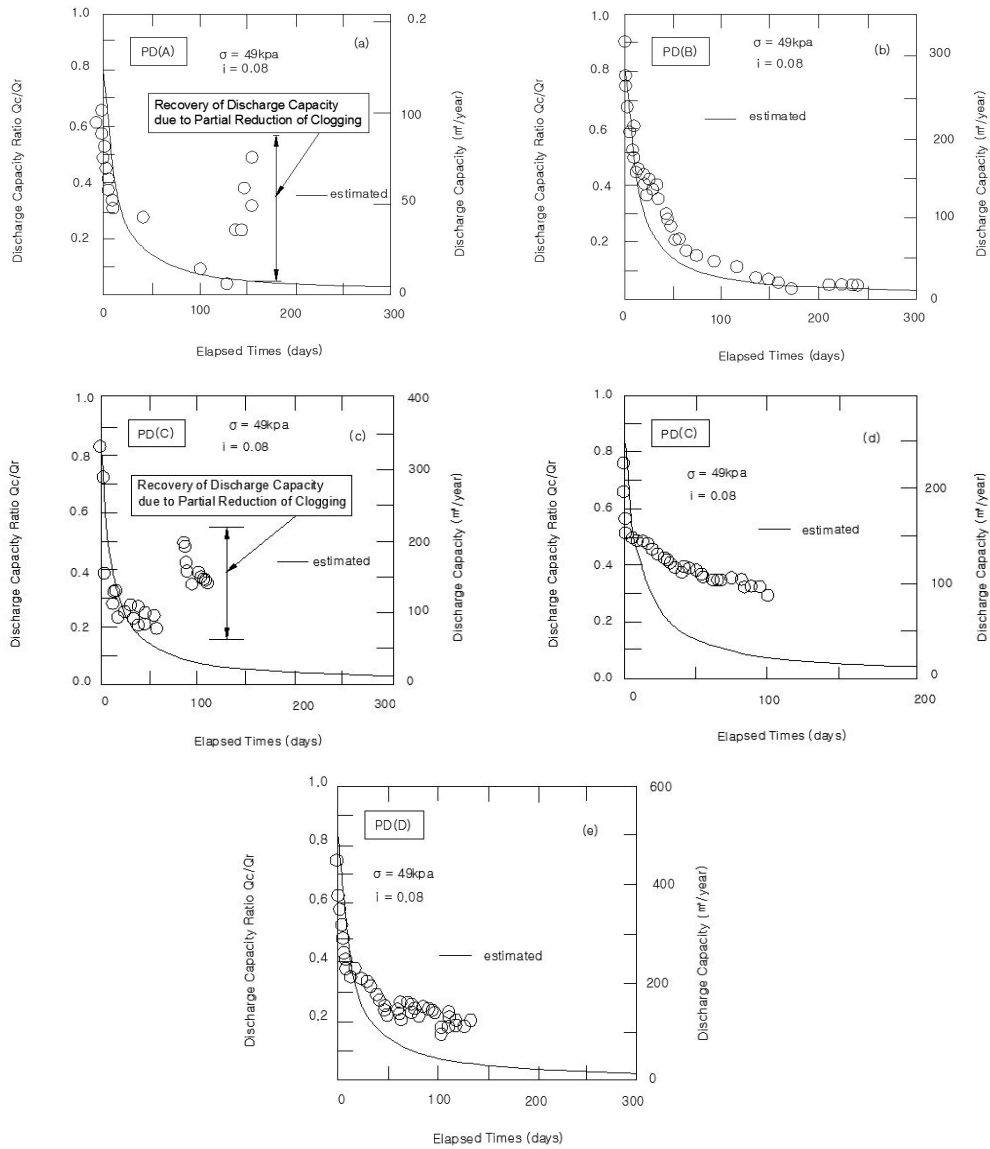 1.0
0.8
0.6
0.4
0.2
0
100
200
300
0.2
100
50
0
PD(A)
(a)
σ = 49kpa
i = 0.08
Recovery of Discharge Capacity
due to Partial Reduction of Clogging
estimated
Discharge Capacity Ratio Qc/Qr
Discharge Capacity (㎥/year)
Elapsed Times (days)
1.0
0.8
0.6
0.4
0.2
0
100
200
300
300
200
100
0
PD(B)
(b)
σ = 49kpa
i = 0.08
estimated
Discharge Capacity Ratio Qc/Qr
Discharge Capacity (㎥/year)
Elapsed Times (days)
1.0
0.8
0.6
0.4
0.2
0.0
0
100
200
300
400
300
200
100
0
PD(C)
(c)
σ = 49kpa
i = 0.08
Recovery of Discharge Capacity
due to Partial Reduction of Clogging
estimated
Discharge Capacity Ratio Qc/Qr
Discharge Capacity (㎥/year)
Elapsed Times (days)
1.0
0.8
0.6
0.4
0.2
0.0
0
100
200
200
100
0
PD(C)
(d)
σ = 49kpa
i = 0.08
estimated
Discharge Capacity Ratio Qc/Qr
Discharge Capacity (㎥/year)
Elapsed Times (days)
1.0
0.8
0.6
0.4
0.2
0
100
200
300
600
400
200
0
PD(D)
(e)
σ = 49kpa
i = 0.08
estimated
Discharge Capacity Ratio Qc/Qr
Discharge Capacity (㎥/year)
Elapsed Times (days)